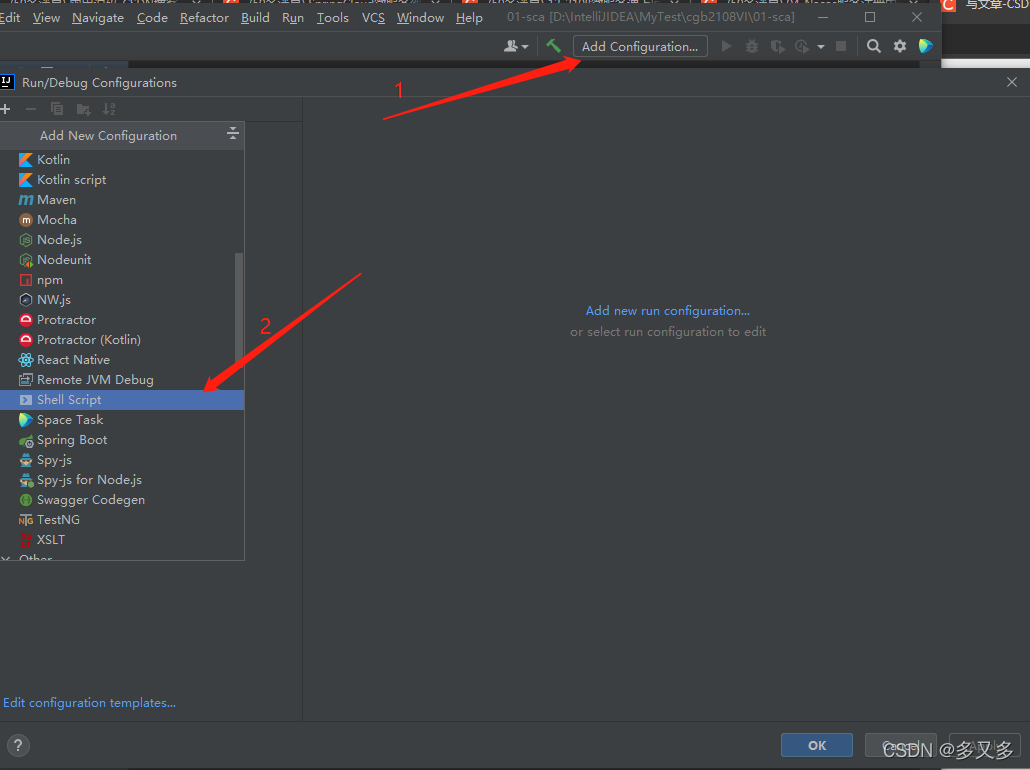 Edit View Navigate Code Refactor Build Run Tools VCS Window Help 01-sca [D:\IntelliJIDEA\MyTest\cgb2108VI\01-sca]
写文章-CSD
Add Configuration...
1
Run/Debug Configurations
Add New Configuration
Kotlin
Kotlin script
Maven
Mocha
Node.js
Nodeunit
npm
NW.js
Protractor
Protractor (Kotlin)
React Native
Remote JVM Debug
Shell Script
Space Task
Spring Boot
Spy-js
Spy-js for Node.js
Swagger Codegen
TestNG
XSLT
Other
2
Add new run configuration...
or select run configuration to edit
Edit configuration templates...
?
OK
Cancel
Apply
CSDN @多又多